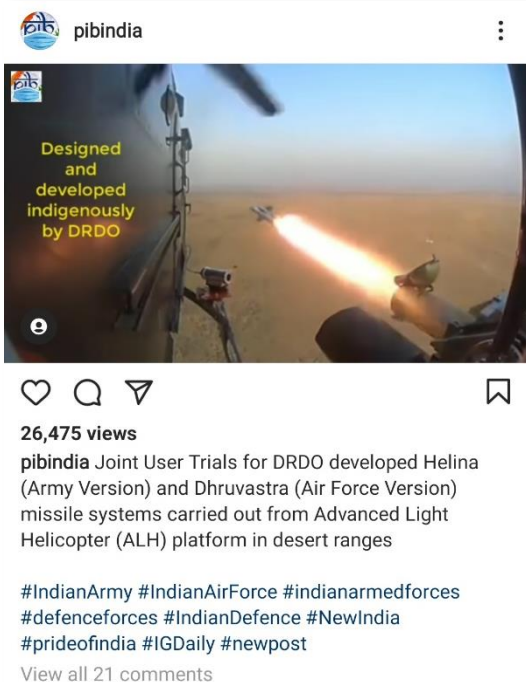 pib
pibindia
pib
Designed
and
developed
indigenously
by DRDO
26,475 views
pibindia Joint User Trials for DRDO developed Helina
(Army Version) and Dhruvastra (Air Force Version)
missile systems carried out from Advanced Light
Helicopter (ALH) platform in desert ranges
#IndianArmy #IndianAirForce #indianarmedforces
#defenceforces #IndianDefence #NewIndia
#prideofindia #IGDaily #newpost
View all 21 comments